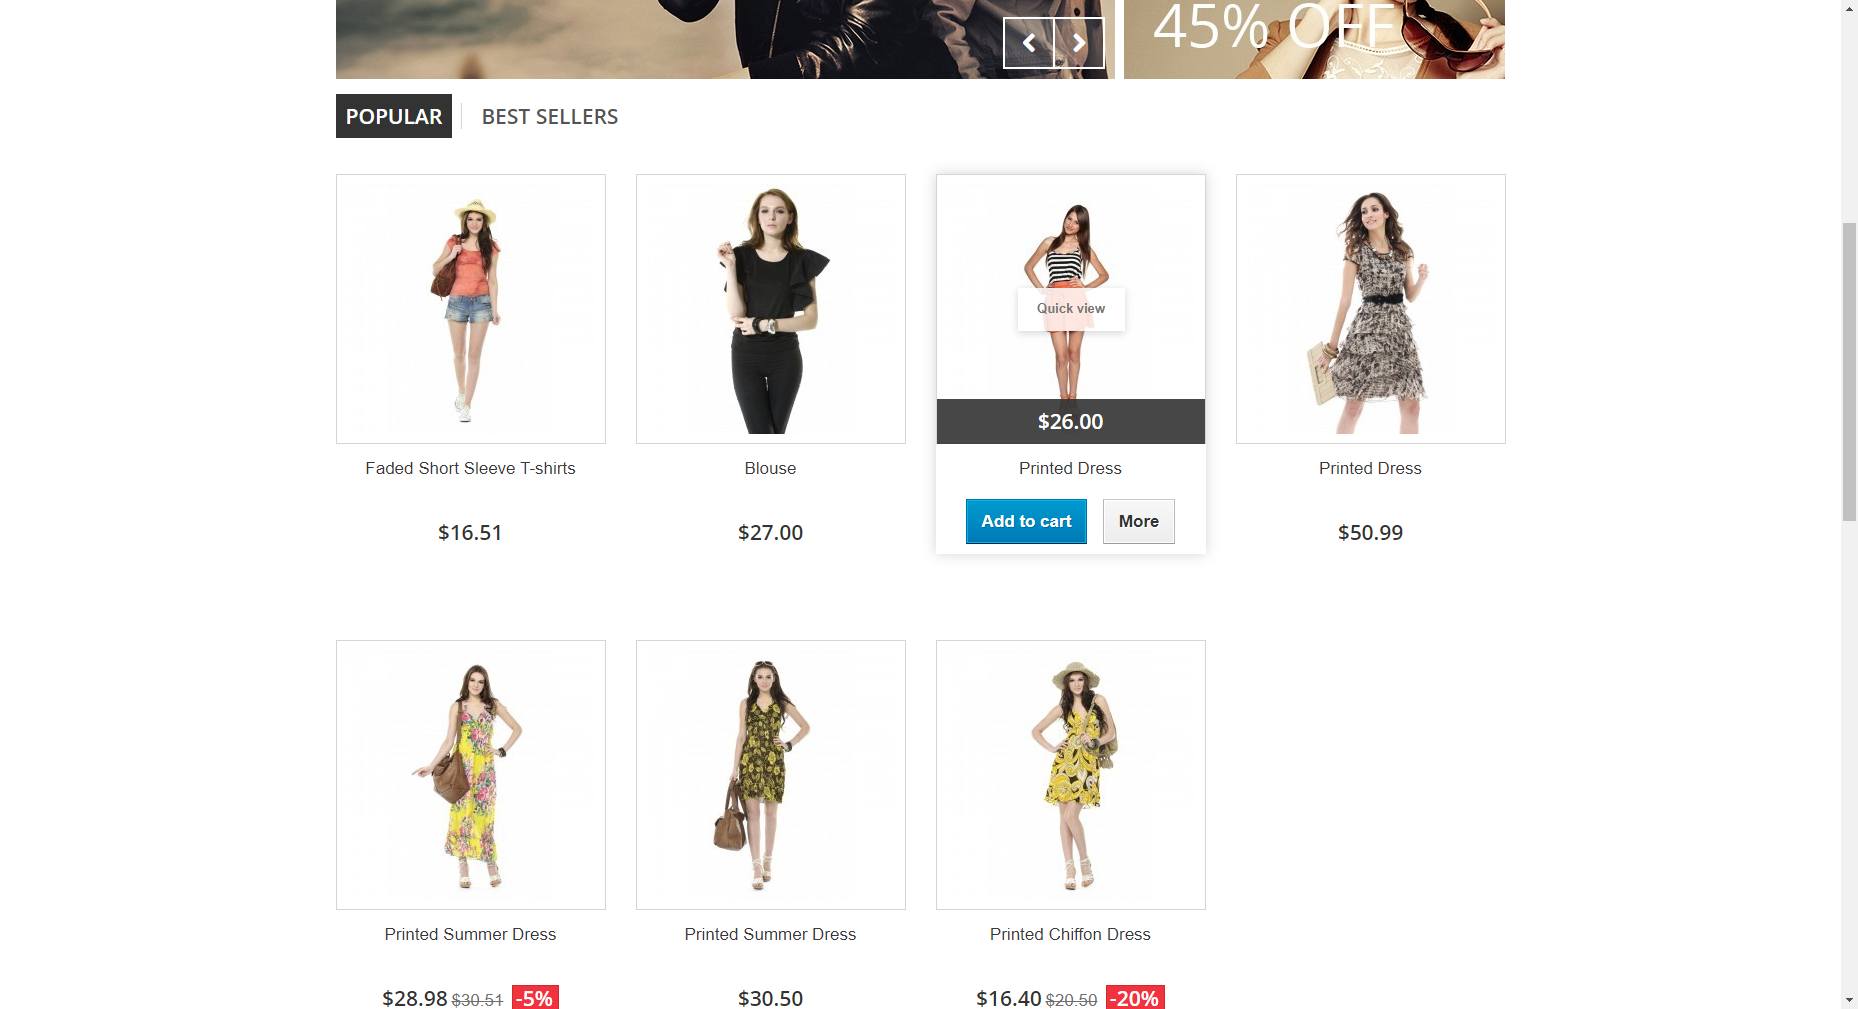 45% OFF
POPULAR
BEST SELLERS
Quick view
$26.00
Faded Short Sleeve T-shirts
Blouse
Printed Dress
Printed Dress
$16.51
$27.00
Add to cart
More
$50.99
Printed Summer Dress
Printed Summer Dress
Printed Chiffon Dress
$28.98 $30.51 -5%
$30.50
$16.40 $20.50 -20%